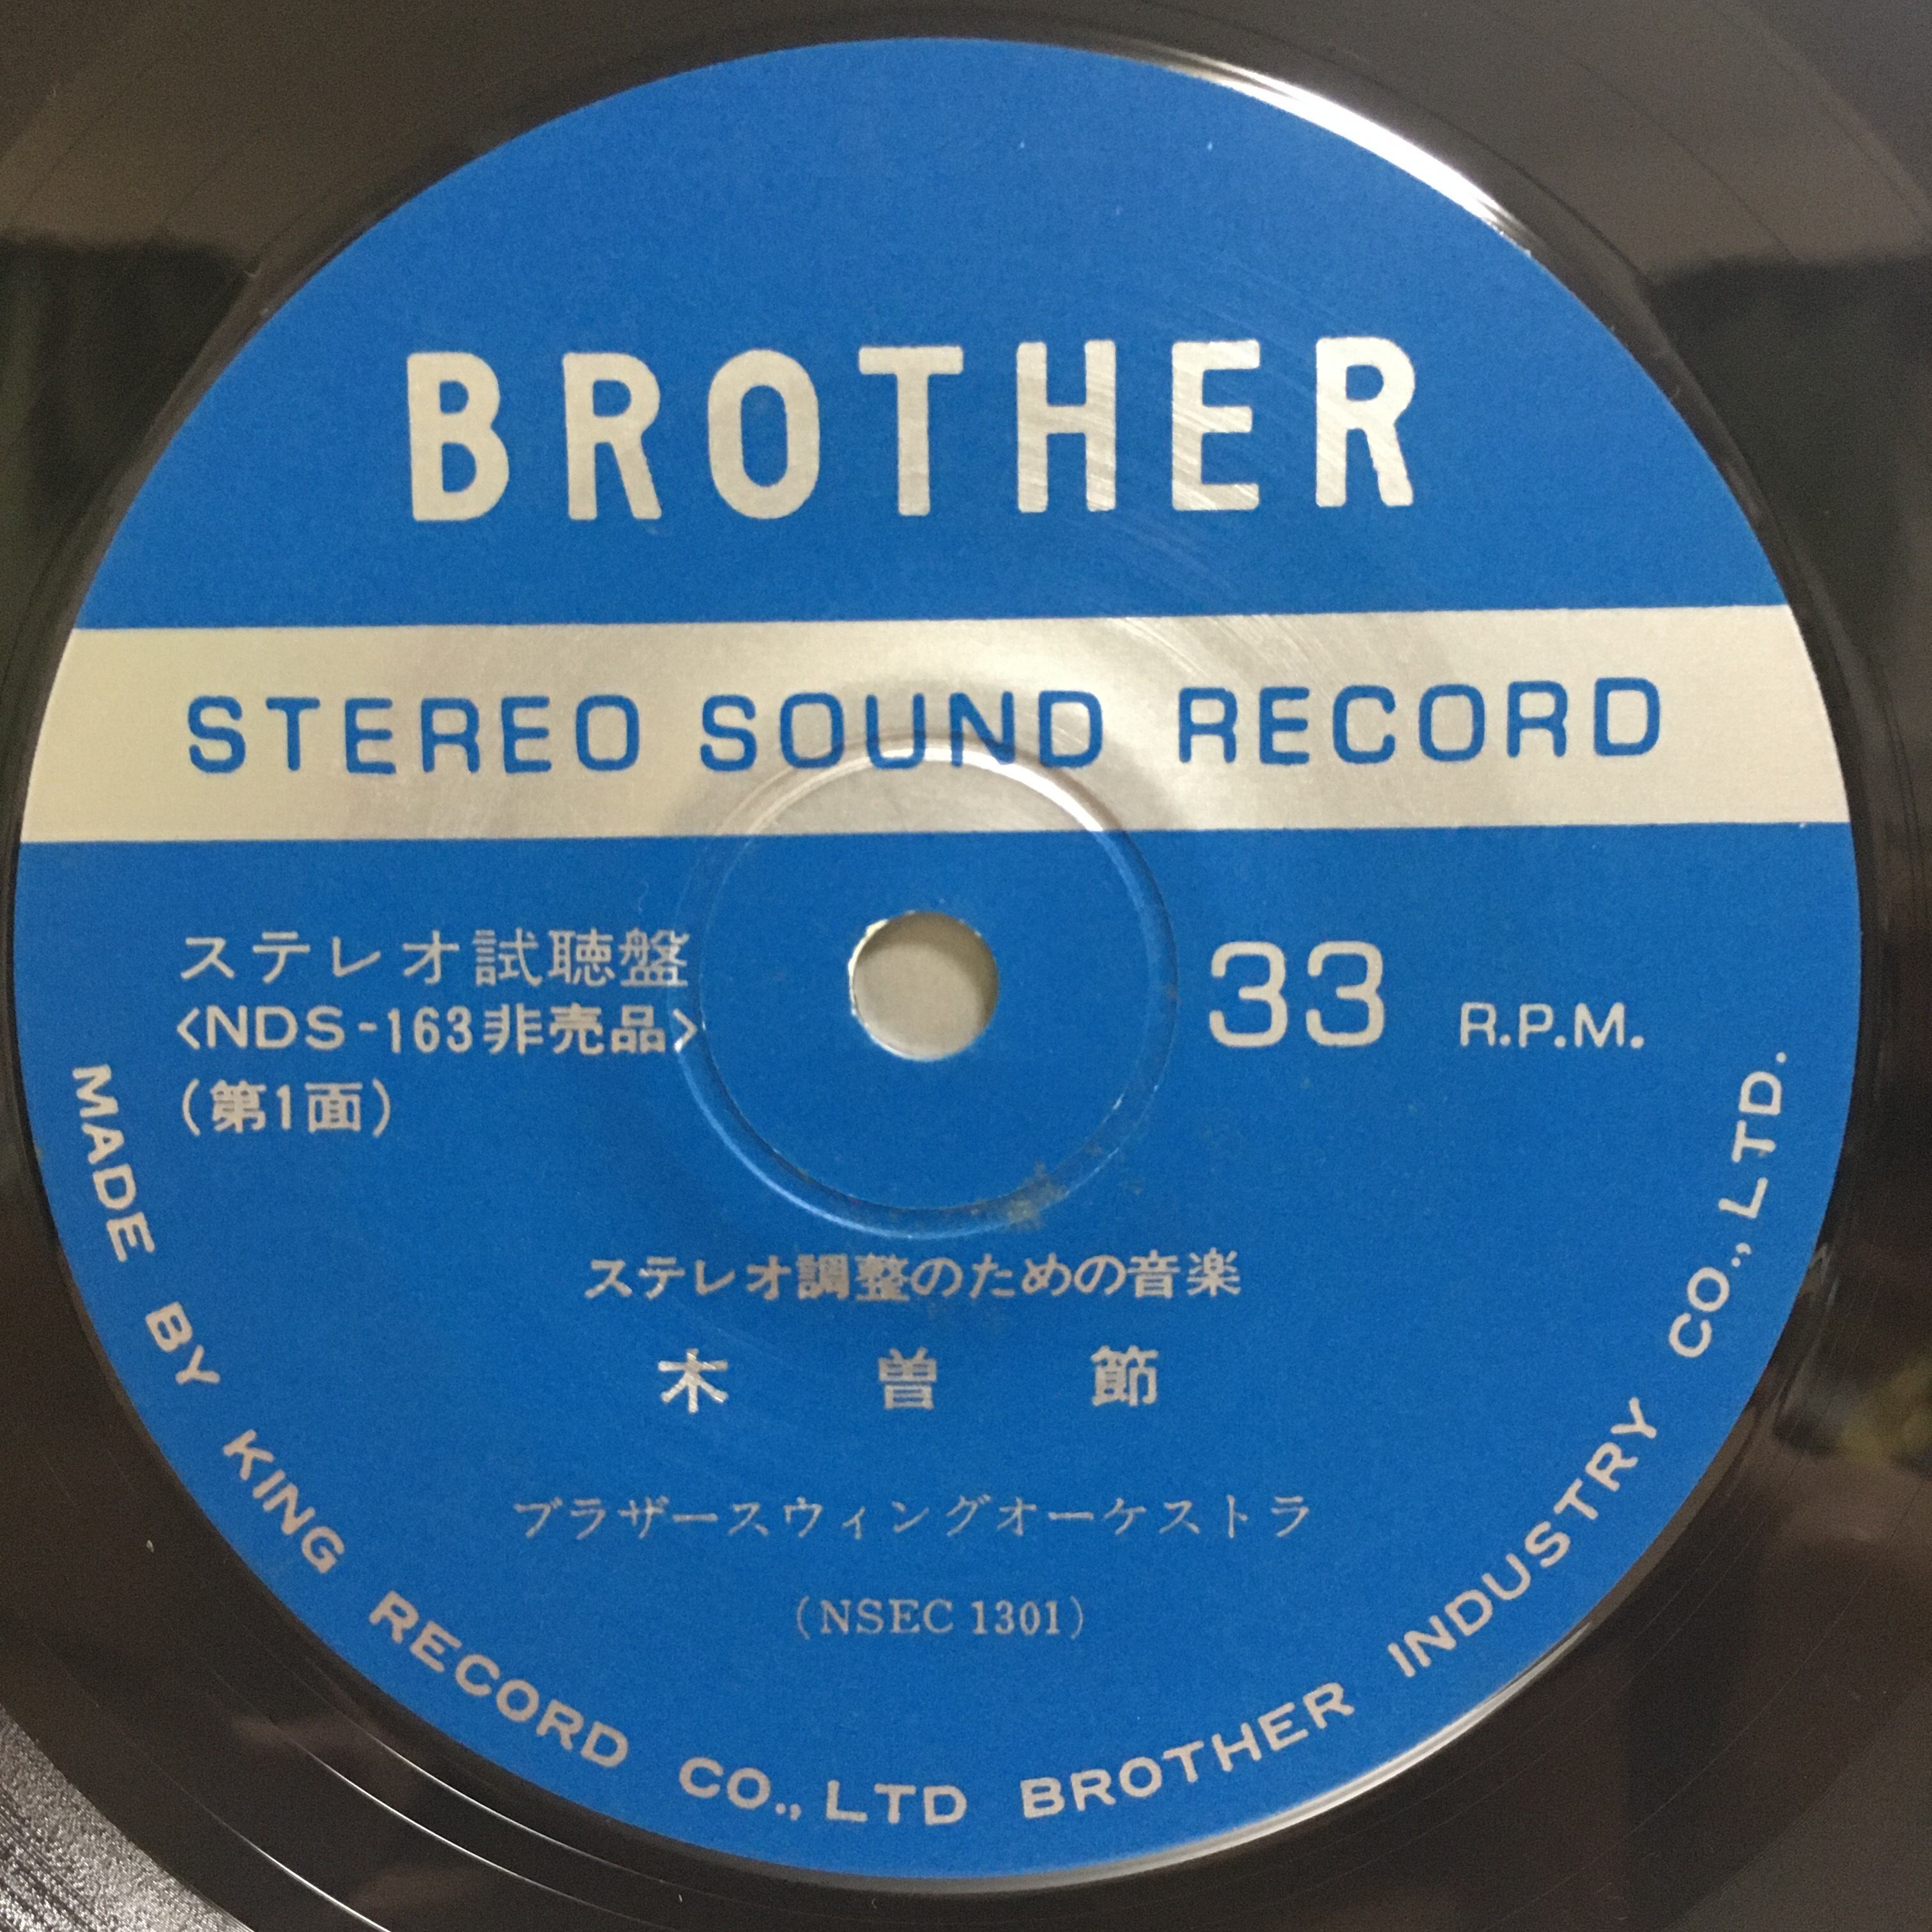 BROTHER
STEREO SOUND RECORD
ステレオ試聴盤
<NDS-163非売品>
(第1面)
33 R.P.M.
ステレオ調整のための音楽
木 曽 節
ブラザースウィングオーケストラ
(NSEC 1301)
MADE BY KING RECORD CO., LTD BROTHER INDUSTRY CO., LTD.